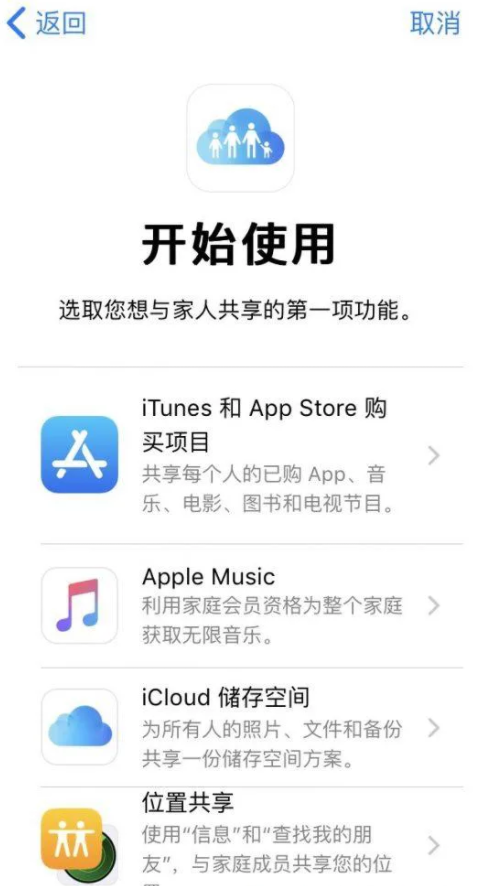 返回
取消
开始使用
选取您想与家人共享的第一项功能。
iTunes 和 App Store 购
买项目
共享每个人的已购 App、音
乐、电影、图书和电视节目。
Apple Music
利用家庭会员资格为整个家庭
获取无限音乐。
iCloud 储存空间
为所有人的照片、文件和备份
共享一份储存空间方案。
位置共享
使用“信息”和“查找我的朋
友”，与家庭成员共享您的位